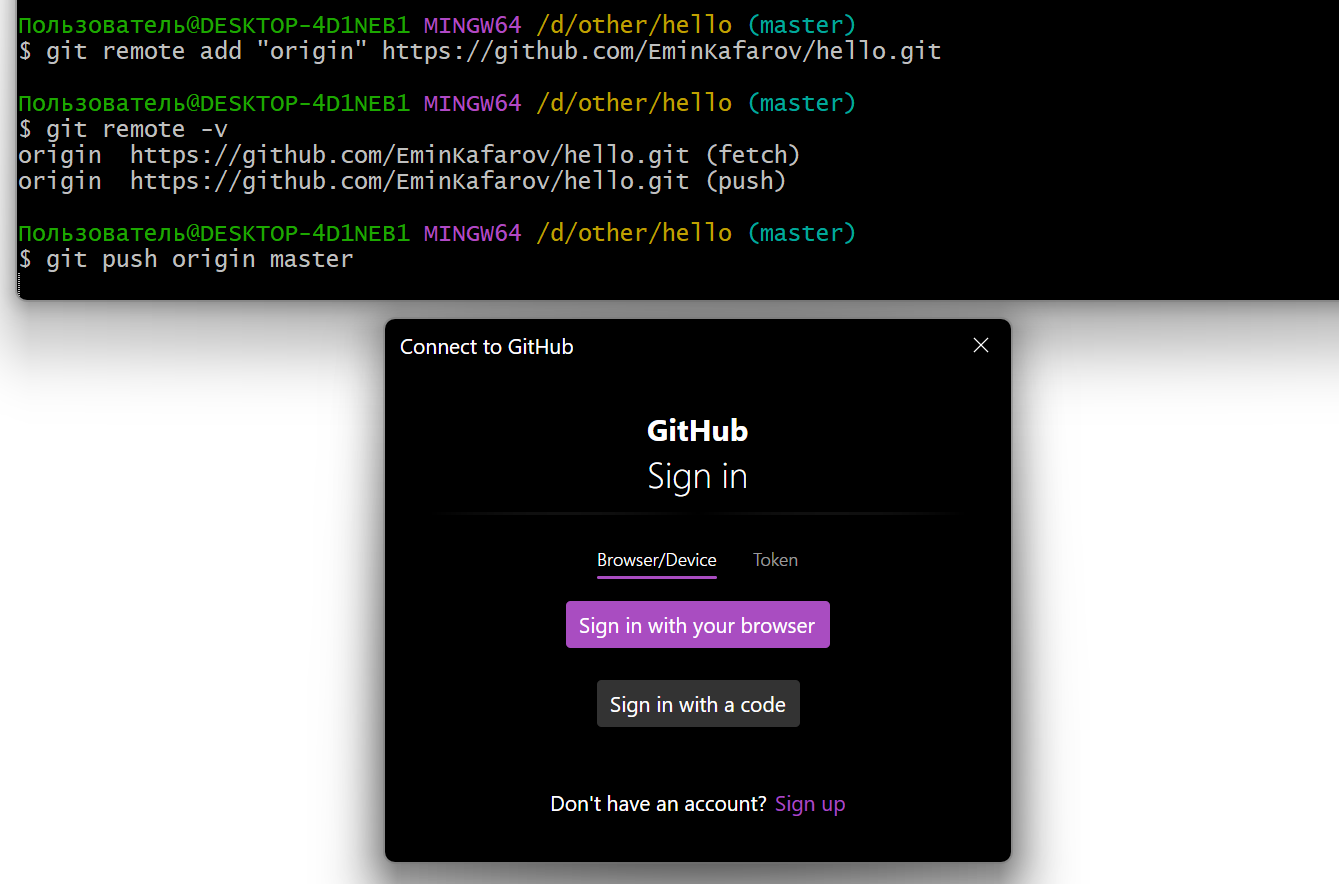 Пользователь@DESKTOP-4D1NEB1 MINGW64 /d/other/hello (master)
$ git remote add "origin" https://github.com/EminKafarov/hello.git
Пользователь@DESKTOP-4D1NEB1 MINGW64 /d/other/hello (master)
$ git remote -v
origin  https://github.com/EminKafarov/hello.git (fetch)
origin  https://github.com/EminKafarov/hello.git (push)
Пользователь@DESKTOP-4D1NEB1 MINGW64 /d/other/hello (master)
$ git push origin master
Connect to GitHub
GitHub
Sign in
Browser/Device Token
Sign in with your browser
Sign in with a code
Don't have an account? Sign up